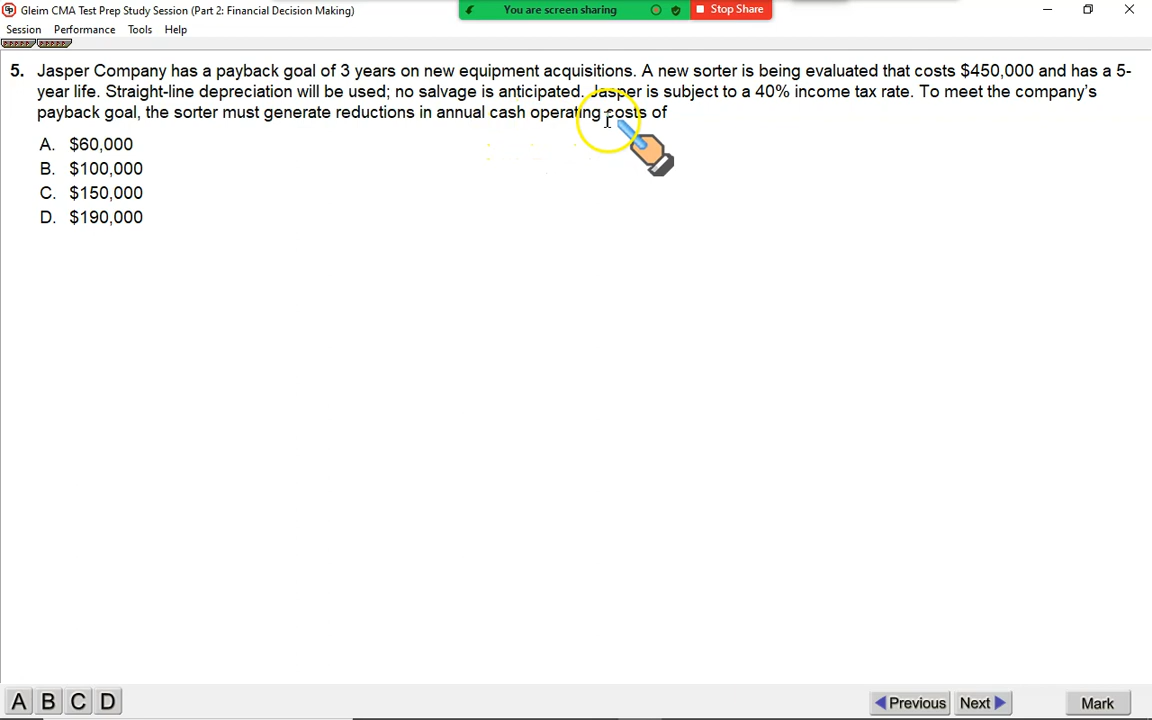 Gleim CMA Test Prep Study Session (Part 2: Financial Decision Making)
You are screen sharing
Stop Share
Session Performance Tools Help
5. Jasper Company has a payback goal of 3 years on new equipment acquisitions. A new sorter is being evaluated that costs $450,000 and has a 5-
year life. Straight-line depreciation will be used; no salvage is anticipated. Jasper is subject to a 40% income tax rate. To meet the company's
payback goal, the sorter must generate reductions in annual cash operating costs of
A. $60,000
B. $100,000
C. $150,000
D. $190,000
A B C D Previous Next Mark